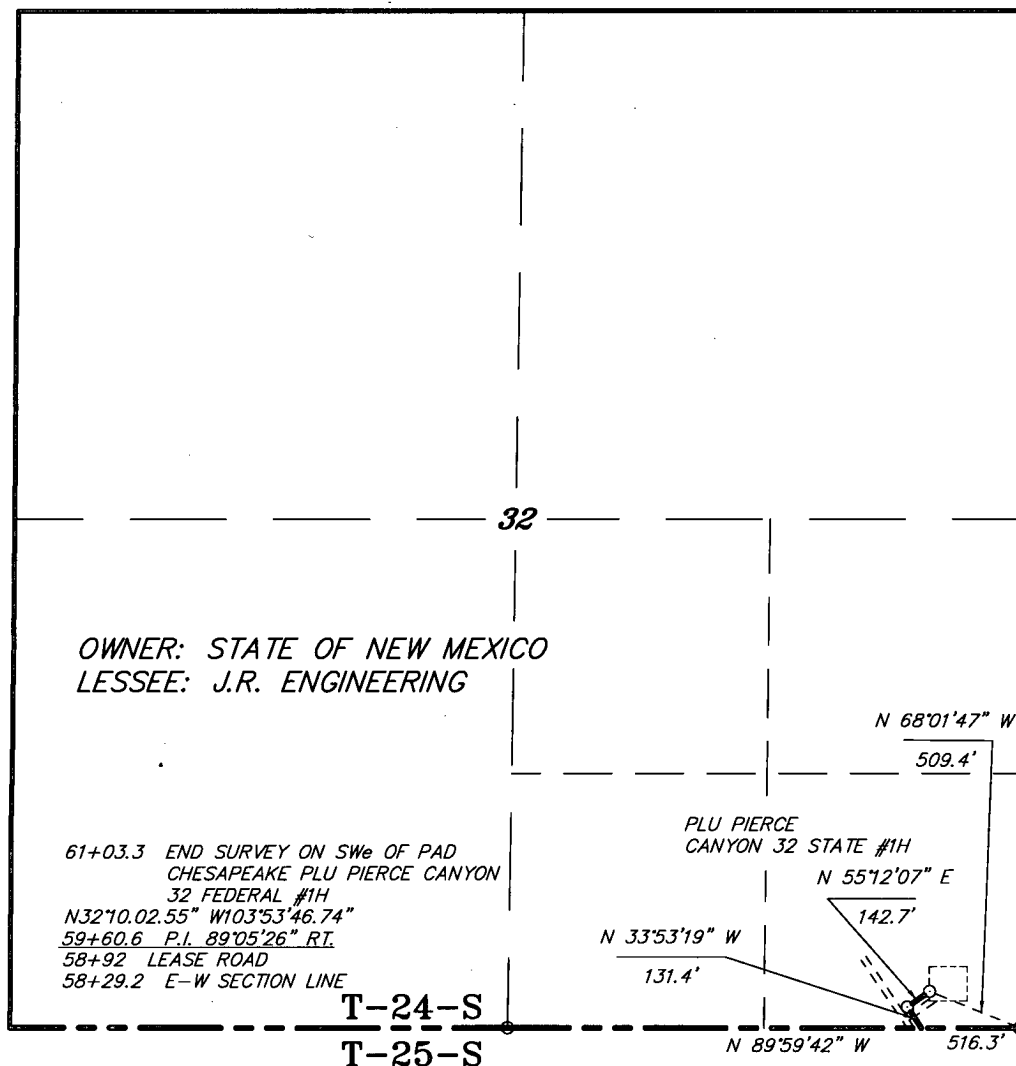 32
OWNER: STATE OF NEW MEXICO
LESSEE: J.R. ENGINEERING
N 68°01'47" W
509.4'
PLU PIERCE
CANYON 32 STATE #1H
N 55°12'07" E
142.7'
N 33°53'19" W
131.4'
61+03.3 END SURVEY ON SWe OF PAD
CHESAPEAKE PLU PIERCE CANYON
32 FEDERAL #1H
N32°10.02.55" W103°53'46.74"
59+60.6 P.I. 89°05'26" RT.
58+92 LEASE ROAD
58+29.2 E-W SECTION LINE
T-24-S
T-25-S
N 89°59'42" W
516.3'